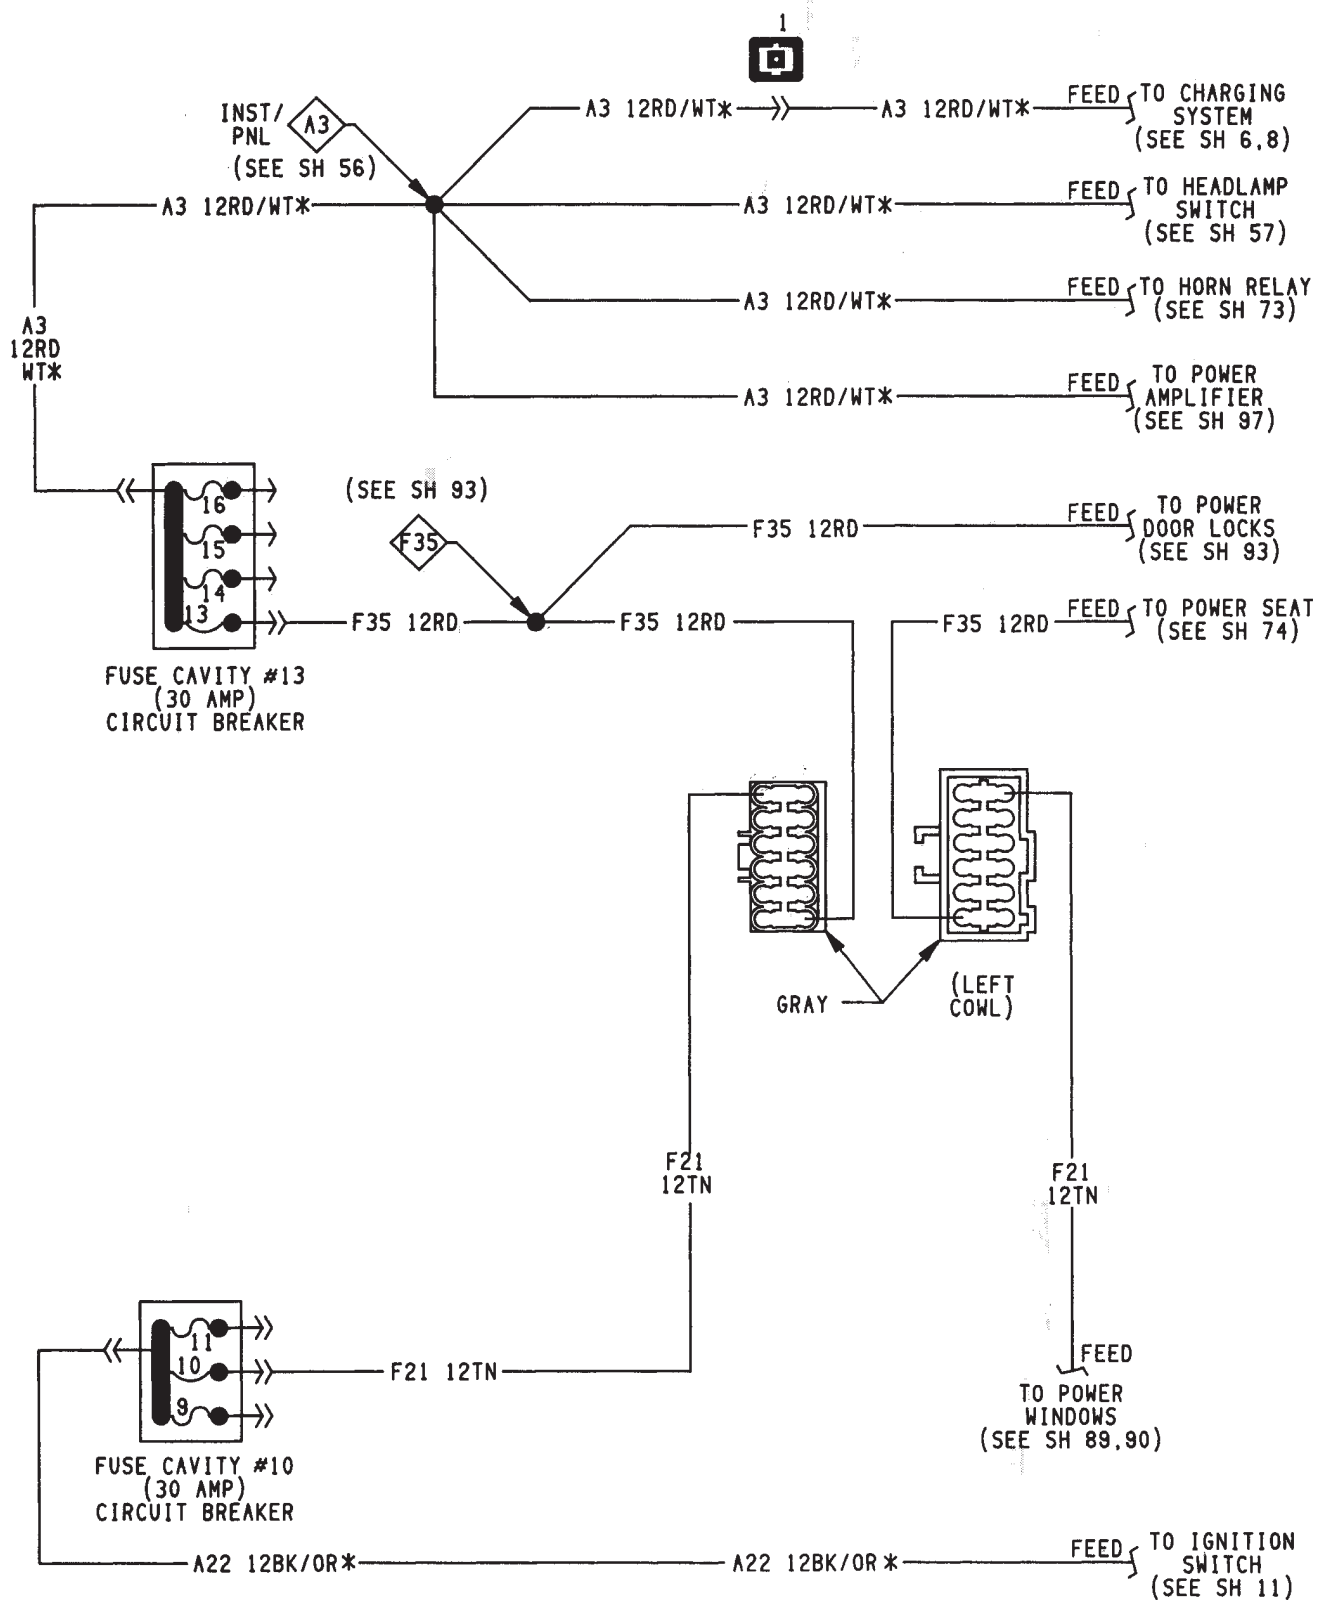 1
A3 12RD/WT* A3 12RD/WT* FEED TO CHARGING
SYSTEM
(SEE SH 6,8)
INST/
PNL
A3
(SEE SH 56)
A3 12RD/WT* A3 12RD/WT* FEED TO HEADLAMP
SWITCH
(SEE SH 57)
A3 12RD/WT* FEED TO HORN RELAY
(SEE SH 73)
A3
12RD
WT*
A3 12RD/WT* FEED TO POWER
AMPLIFIER
(SEE SH 97)
16
15
14
13
(SEE SH 93)
F35
F35 12RD FEED TO POWER
DOOR LOCKS
(SEE SH 93)
F35 12RD F35 12RD F35 12RD FEED TO POWER SEAT
(SEE SH 74)
FUSE CAVITY #13
(30 AMP)
CIRCUIT BREAKER
GRAY
(LEFT
COWL)
F21
12TN
F21
12TN
11
10
9
F21 12TN
FEED
TO POWER
WINDOWS
(SEE SH 89,90)
FUSE CAVITY #10
(30 AMP)
CIRCUIT BREAKER
A22 12BK/OR* A22 12BK/OR* FEED TO IGNITION
SWITCH
(SEE SH 11)